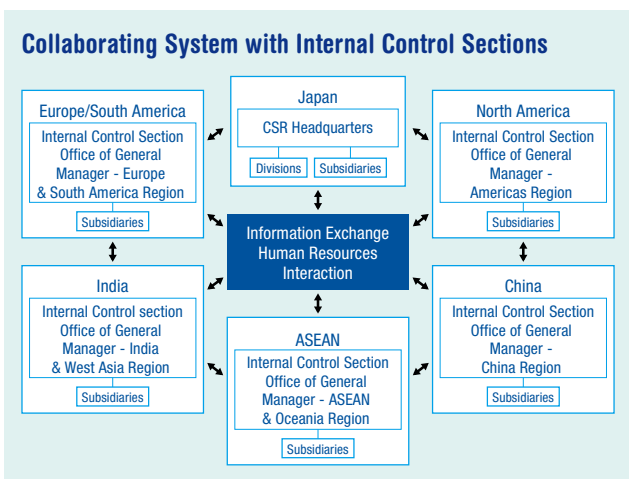 Collaborating System with Internal Control Sections
Europe/South America
Internal Control Section
Office of General
Manager - Europe
& South America Region
Subsidiaries
Japan
CSR Headquarters
Divisions
Subsidiaries
North America
Internal Control Section
Office of General
Manager -
Americas Region
Subsidiaries
Information Exchange
Human Resources
Interaction
India
Internal Control section
Office of General
Manager - India
& West Asia Region
Subsidiaries
ASEAN
Internal Control Section
Office of General
Manager - ASEAN
& Oceania Region
Subsidiaries
China
Internal Control Section
Office of General
Manager -
China Region
Subsidiaries